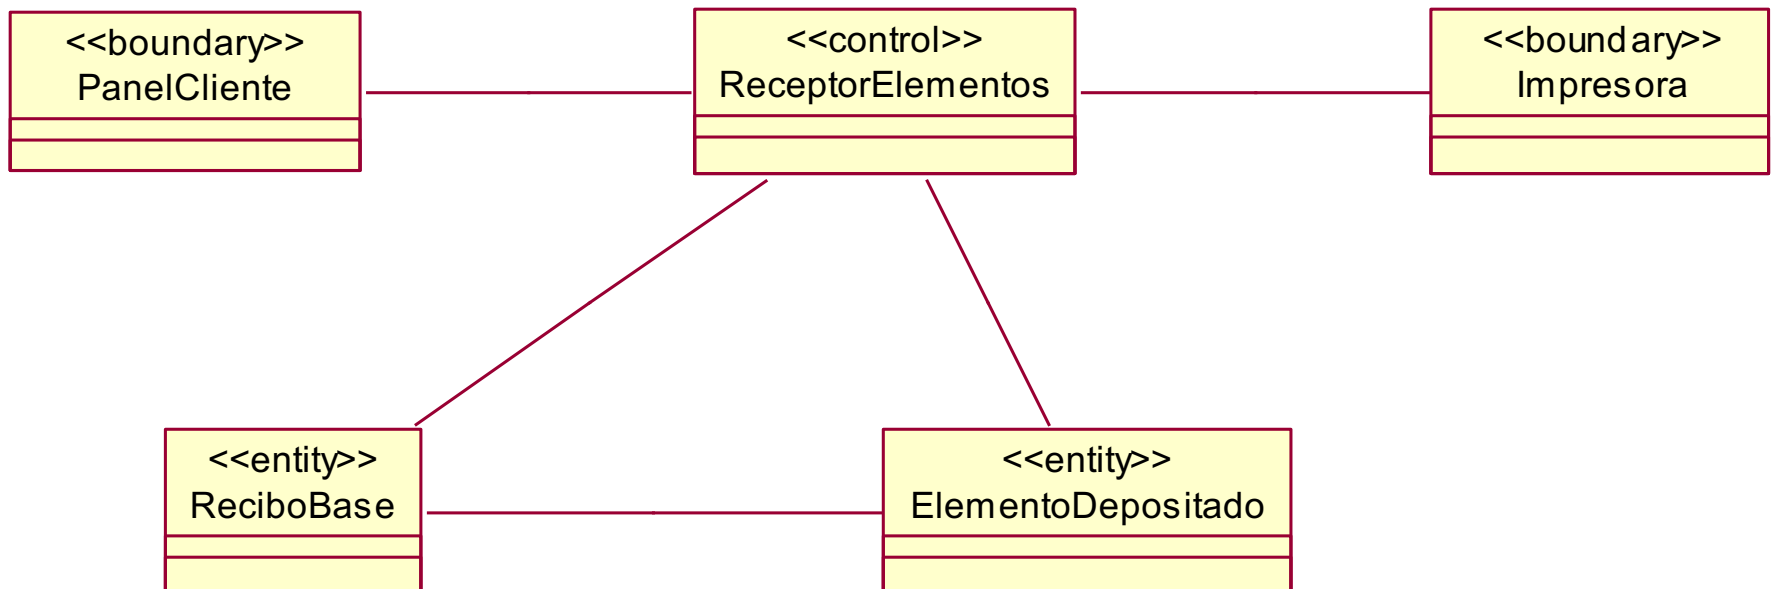 <<boundary>>
PanelCliente
<<control>>
ReceptorElementos
<<boundary>>
Impresora
<<entity>>
ReciboBase
<<entity>>
ElementoDepositado